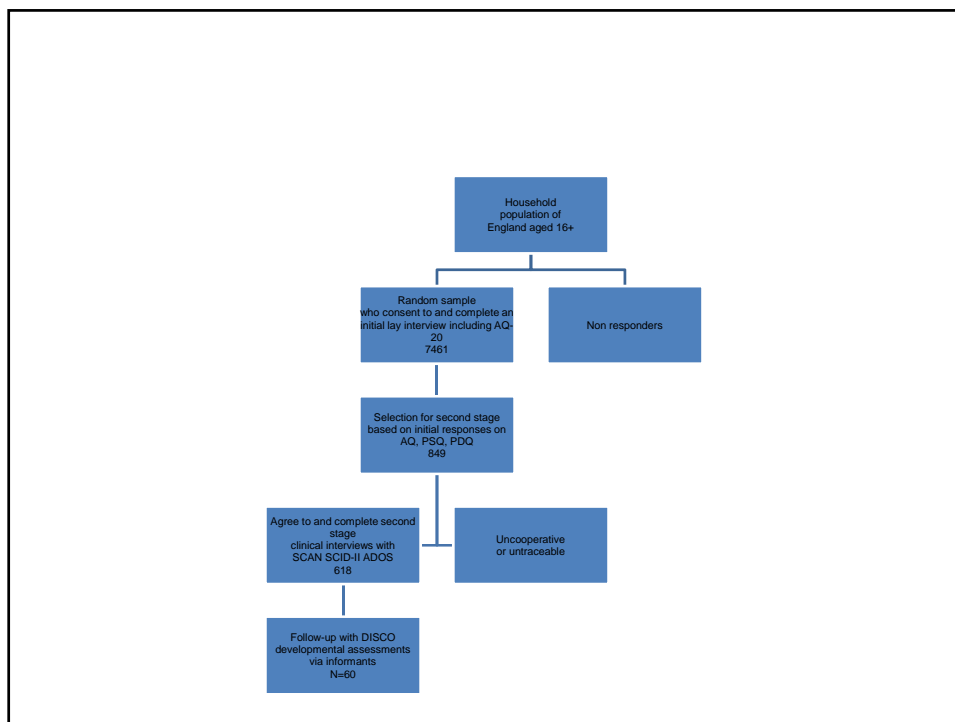 Household
population of
England aged 16+
Random sample
who consent to and complete an
initial lay interview including AQ-
20
7461
Non responders
Selection for second stage
based on initial responses on
AQ, PSQ, PDQ
849
Agree to and complete second
stage
clinical interviews with
SCAN SCID-II ADOS
618
Uncooperative
or untraceable
Follow-up with DISCO
developmental assessments
via informants
N=60